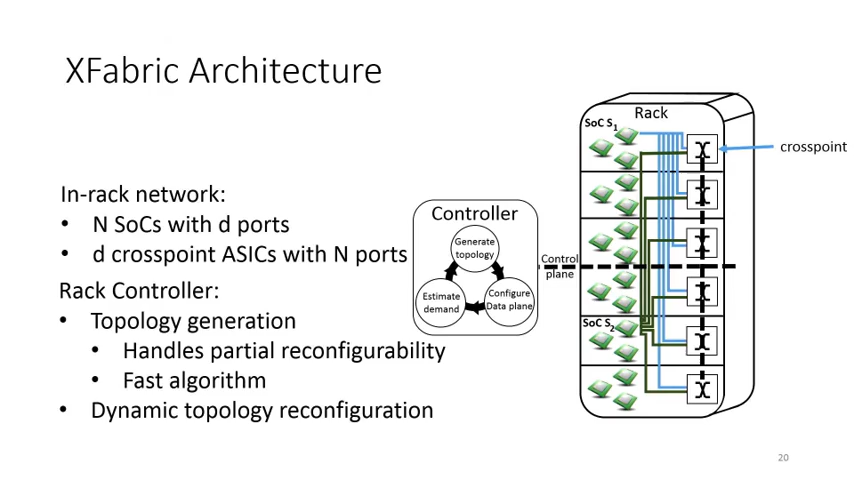 XFabric Architecture
In-rack network:
• N SoCs with d ports
• d crosspoint ASICs with N ports
Rack Controller:
• Topology generation
• Handles partial reconfigurability
• Fast algorithm
• Dynamic topology reconfiguration
Controller
Generate
topology
Estimate
demand
Configure
Data plane
Control
plane
Rack
SoC S1
SoC S2
crosspoint
20